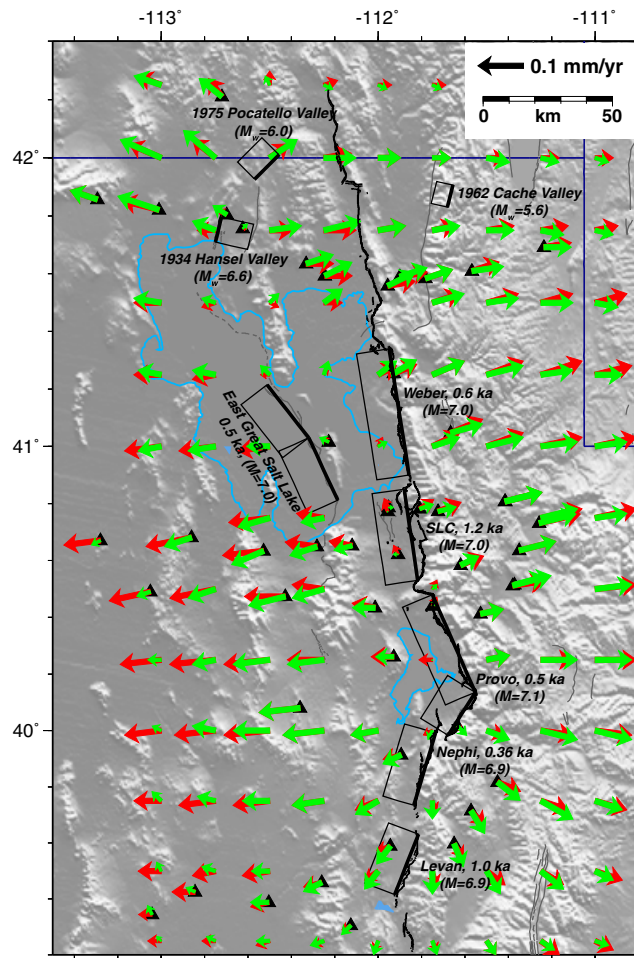 -113° -112° -111°
0.1 mm/yr
km
0 50
1975 Pocatello Valley
(Mw=6.0)
42°
1962 Cache Valley
(Mw=5.6)
1934 Hansel Valley
(Mw=6.6)
East Great Salt Lake
0.5 ka, (M=7.0)
Weber, 0.6 ka
(M=7.0)
41°
SLC, 1.2 ka
(M=7.0)
Provo, 0.5 ka
(M=7.1)
40°
Nephi, 0.36 ka
(M=6.9)
Levan, 1.0 ka
(M=6.9)